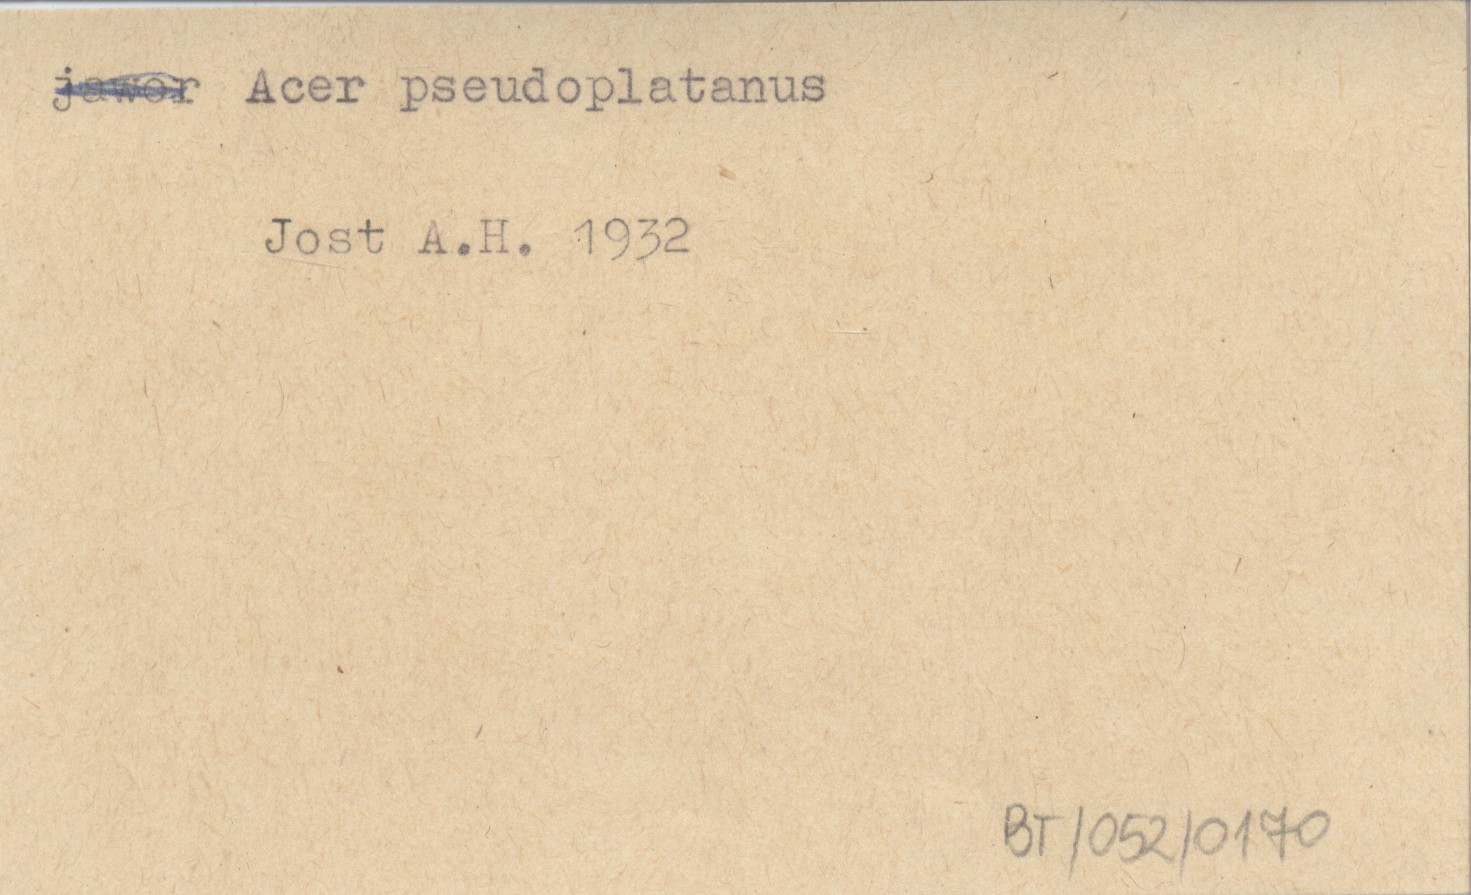 jawor Acer pseudoplatanus
Jost A.H. 1932
BT/052/0170